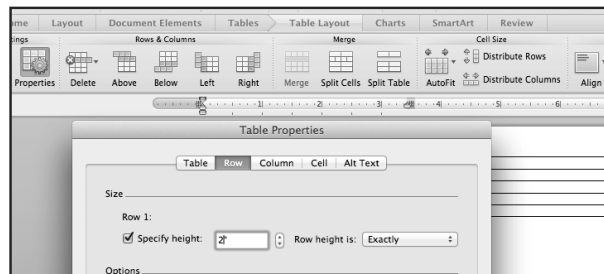 ome Layout Document Elements Tables Table Layout Charts SmartArt Review
ings Rows & Columns Merge Cell Size
Properties Delete Above Below Left Right Merge Split Cells Split Table AutoFit Distribute Rows
Distribute Columns Align
1 2 3 4 5 6
Table Properties
Table Row Column Cell Alt Text
Size
Row 1:
Specify height: 2" Row height is: Exactly
Options